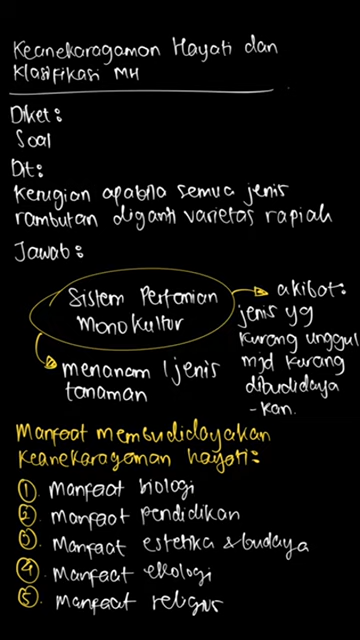 Keanekaragaman Hayati dan
Klasifikasi MH
Diket:
Soal
Dit:
Kerugian apabila semua jenis
rambutan diganti varietas rapiah
Jawab:
Sistem Pertanian
Monokultur
menanam 1 jenis
tanaman
akibat:
jenis yg
kurang unggul
mjd kurang
dibudidaya
-kan.
Manfaat membudidayakan
keanekaragaman hayati:
① manfaat biologi
② manfaat pendidikan
③ manfaat estetika & budaya
④ manfaat ekologi
⑤ manfaat religius